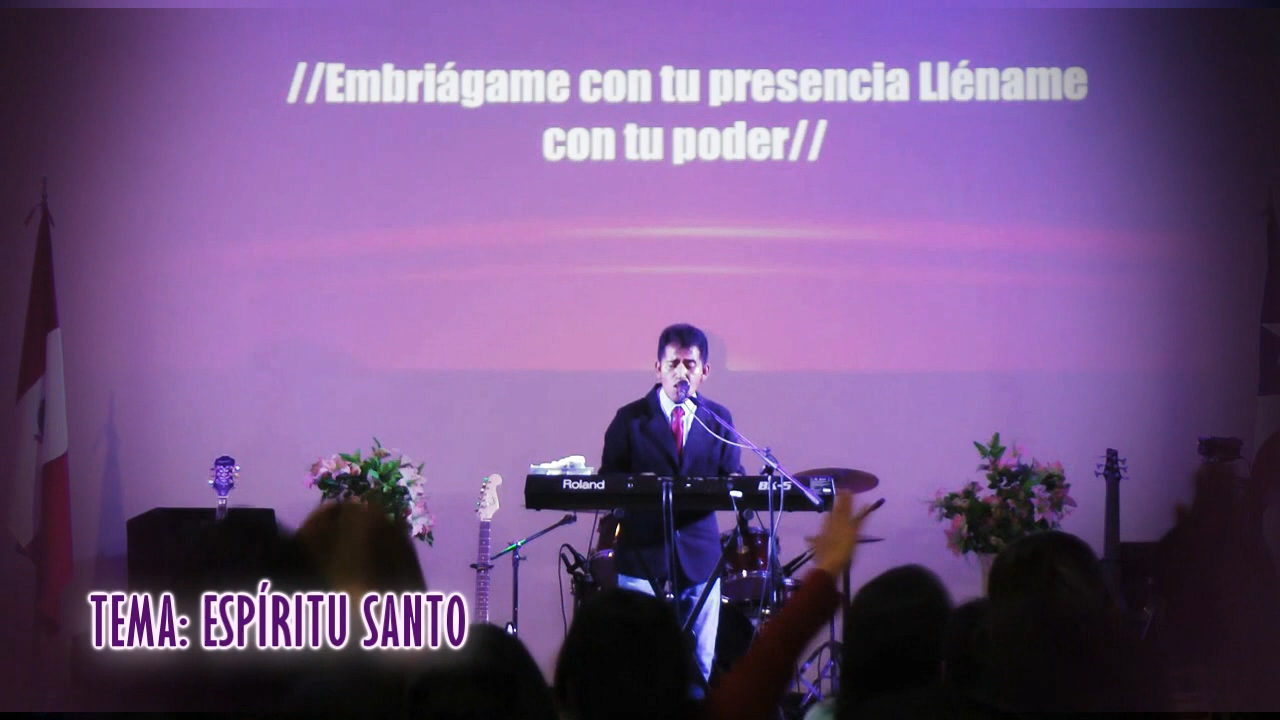 //Embriágame con tu presencia Lléname
con tu poder//
Roland
BK-5
TEMA: ESPÍRITU SANTO